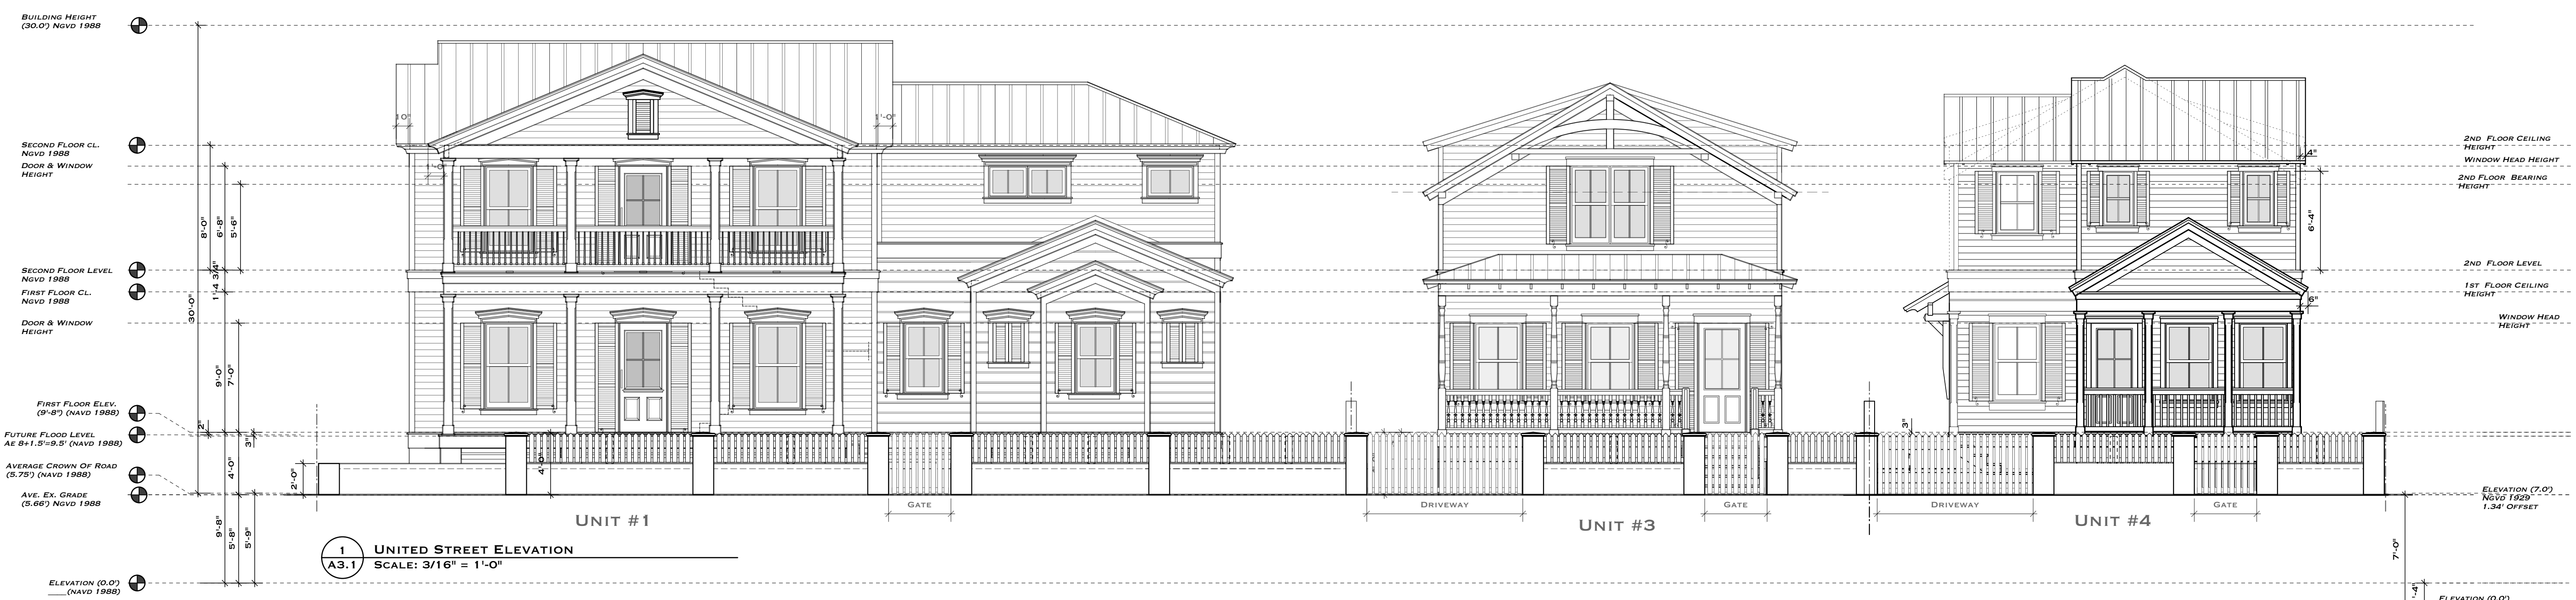 Building Height
(30.0') Ngvd 1988
Second Floor cl.
Ngvd 1988
Door & Window
Height
Second Floor Level
Ngvd 1988
First Floor Cl.
Ngvd 1988
Door & Window
Height
First Floor Elev.
(9'-8") (navd 1988)
Future Flood Level
Ae 8+1.5'=9.5' (navd 1988)
Average Crown Of Road
(5.75') (navd 1988)
Ave. Ex. Grade
(5.66') Ngvd 1988
Elevation (0.0')
____(navd 1988)
30'-0"
8'-0"
6'-8"
5'-6"
1'-4 3/4"
9'-0"
7'-0"
2"
3"
4'-0"
2'-0"
9'-8"
5'-8"
5'-9"
10"
1'-0"
1'-0"
4'-0"
Gate
Driveway
Gate
Driveway
Gate
Unit #1
Unit #3
Unit #4
1
A3.1
United Street Elevation
Scale: 3/16" = 1'-0"
3"
4"
6'-4"
6"
2nd Floor Ceiling
Height
Window Head Height
2nd Floor Bearing
Height
2nd Floor Level
1st Floor Ceiling
Height
Window Head
Height
Elevation (7.0')
Ngvd 1929
1.34' Offset
7'-0"
'-4"
Elevation (0.0')